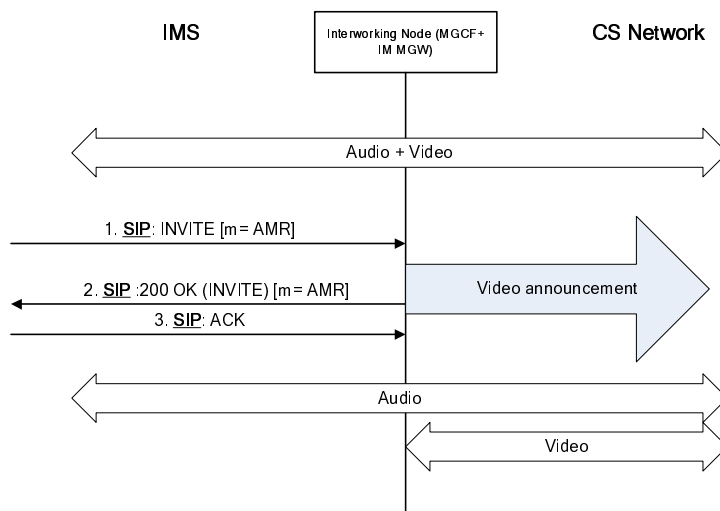 IMS
Interworking Node (MGCF+
IM MGW)
CS Network
Audio + Video
1. SIP: INVITE [m= AMR]
2. SIP :200 OK (INVITE) [m= AMR]
Video announcement
3. SIP: ACK
Audio
Video